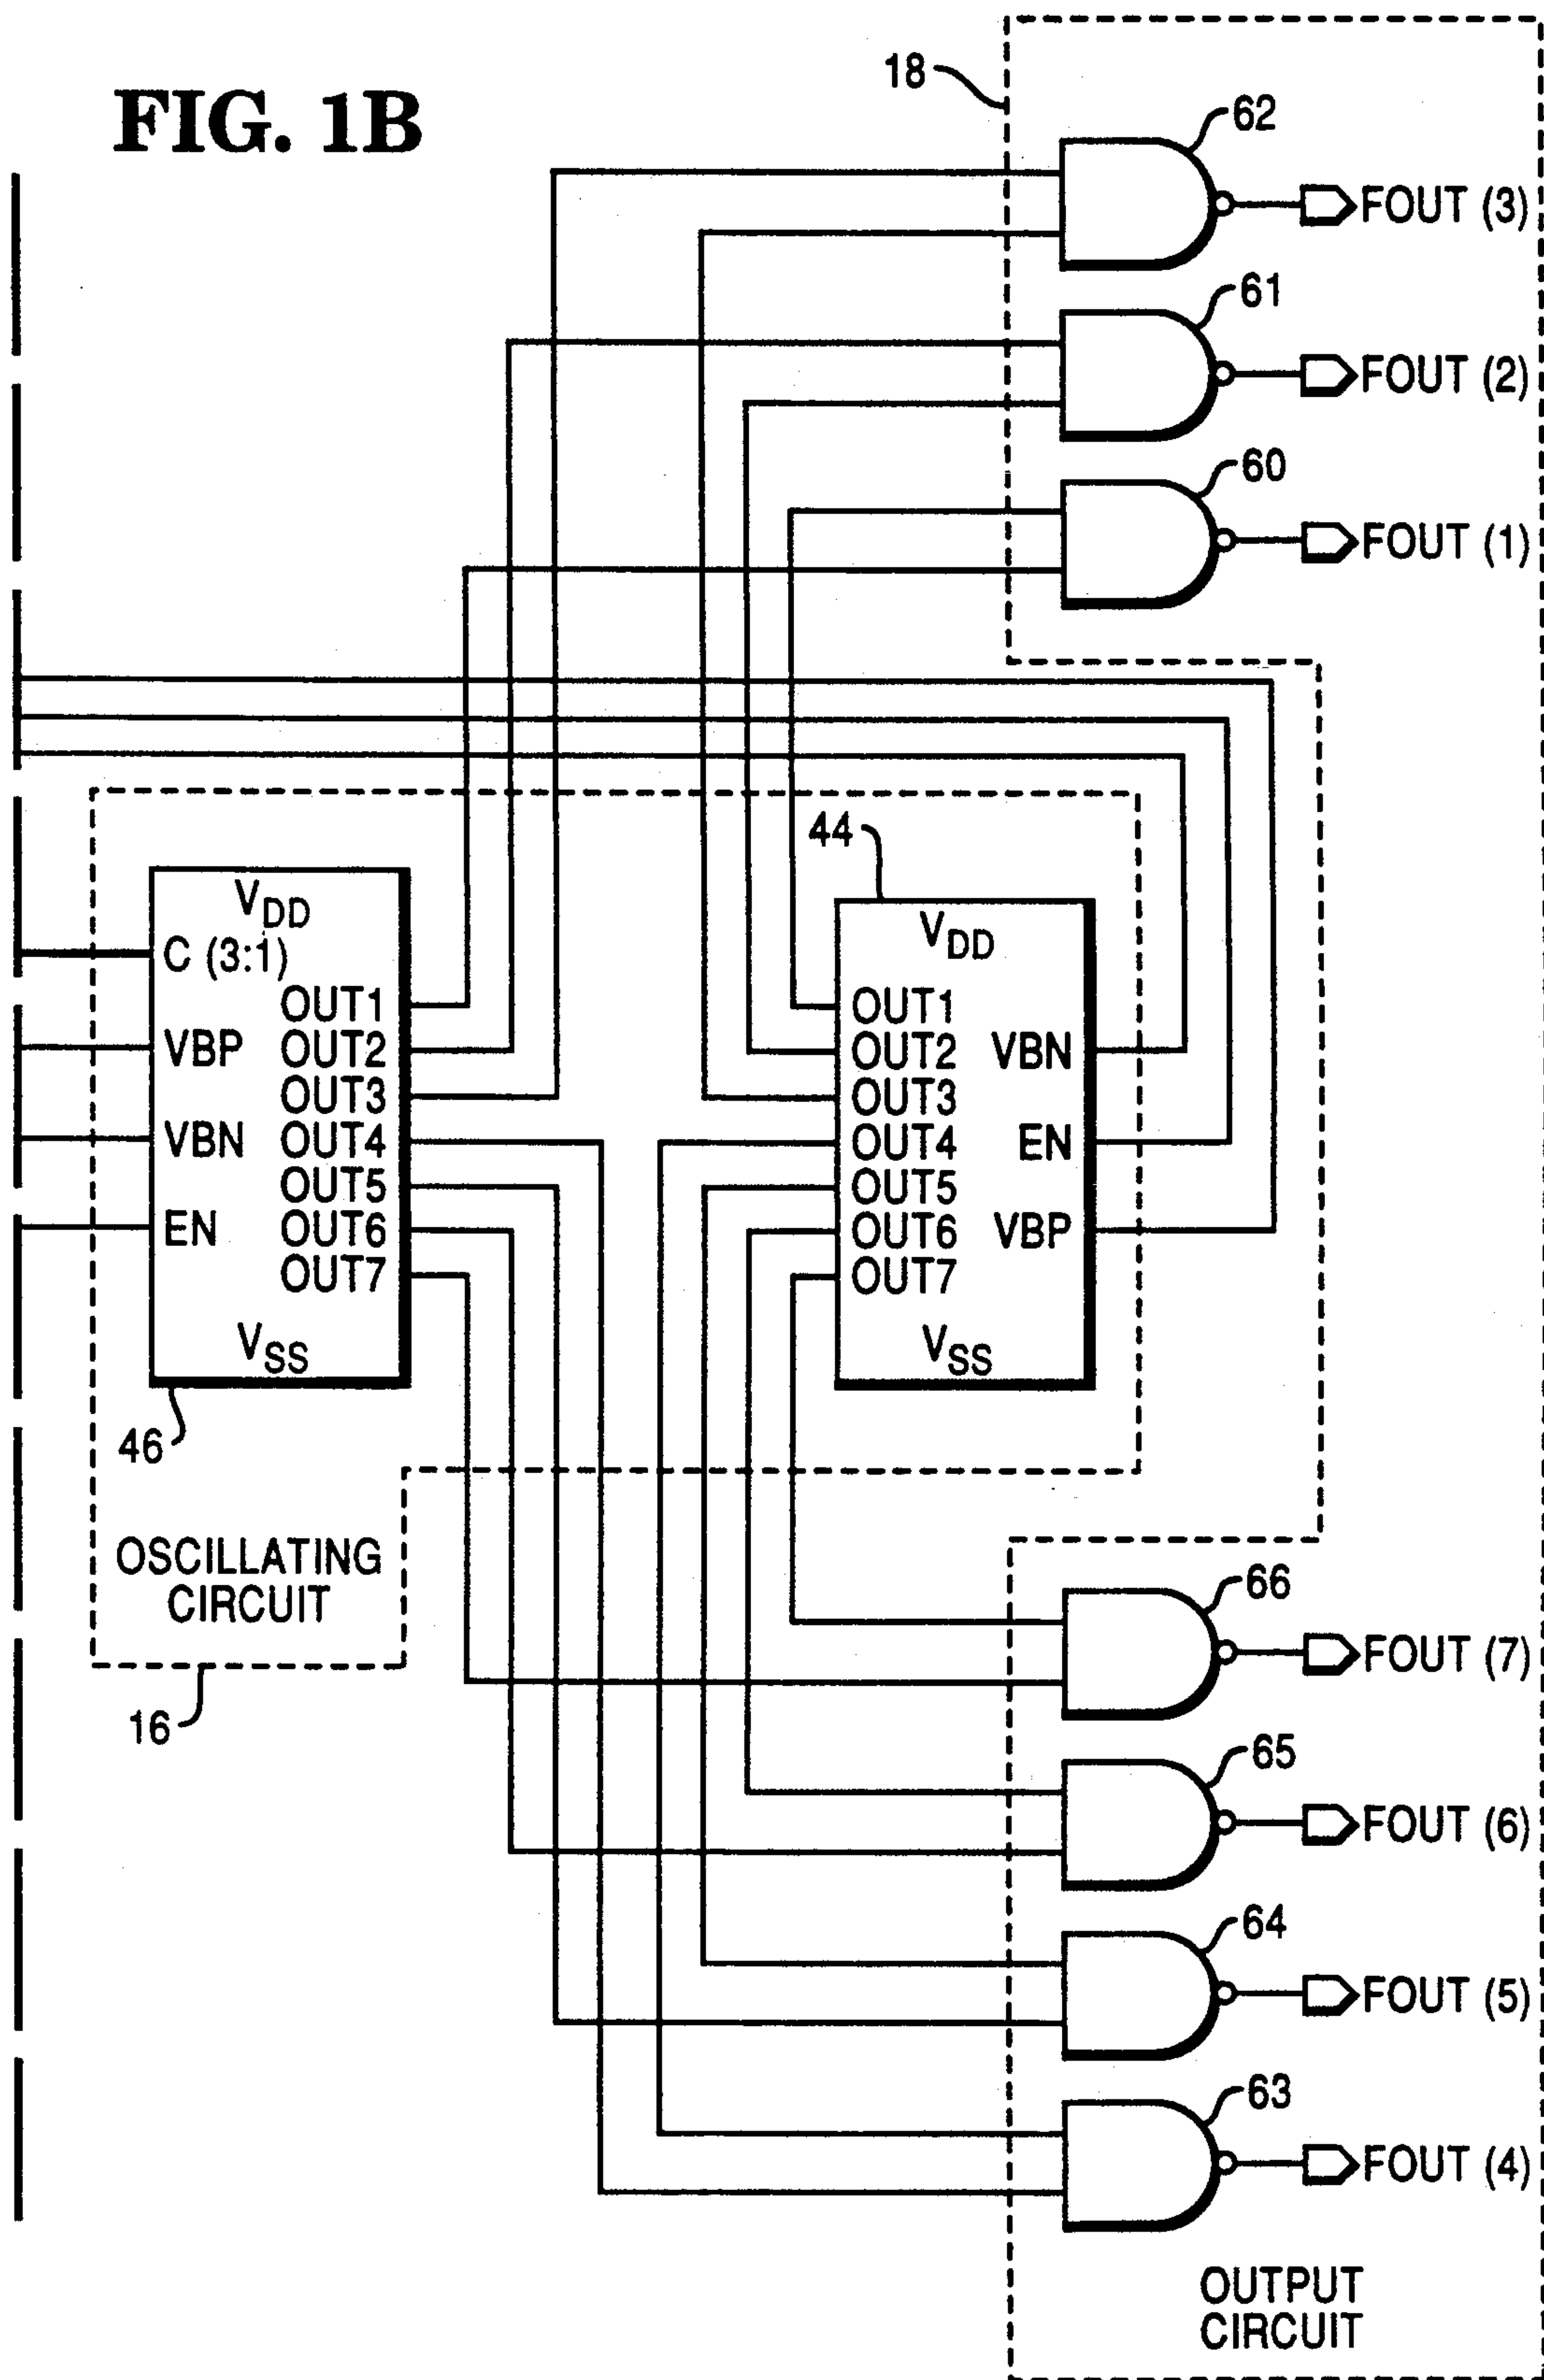 FIG. 1B
18
62
FOUT (3)
61
FOUT (2)
60
FOUT (1)
44
VDD
C (3:1)
OUT1
VBP
OUT2
OUT3
VBN
OUT4
OUT5
EN
OUT6
OUT7
VSS
46
VDD
OUT1
OUT2
VBN
OUT3
OUT4
EN
OUT5
OUT6
VBP
OUT7
VSS
OSCILLATING
CIRCUIT
16
66
FOUT (7)
65
FOUT (6)
64
FOUT (5)
63
FOUT (4)
OUTPUT
CIRCUIT